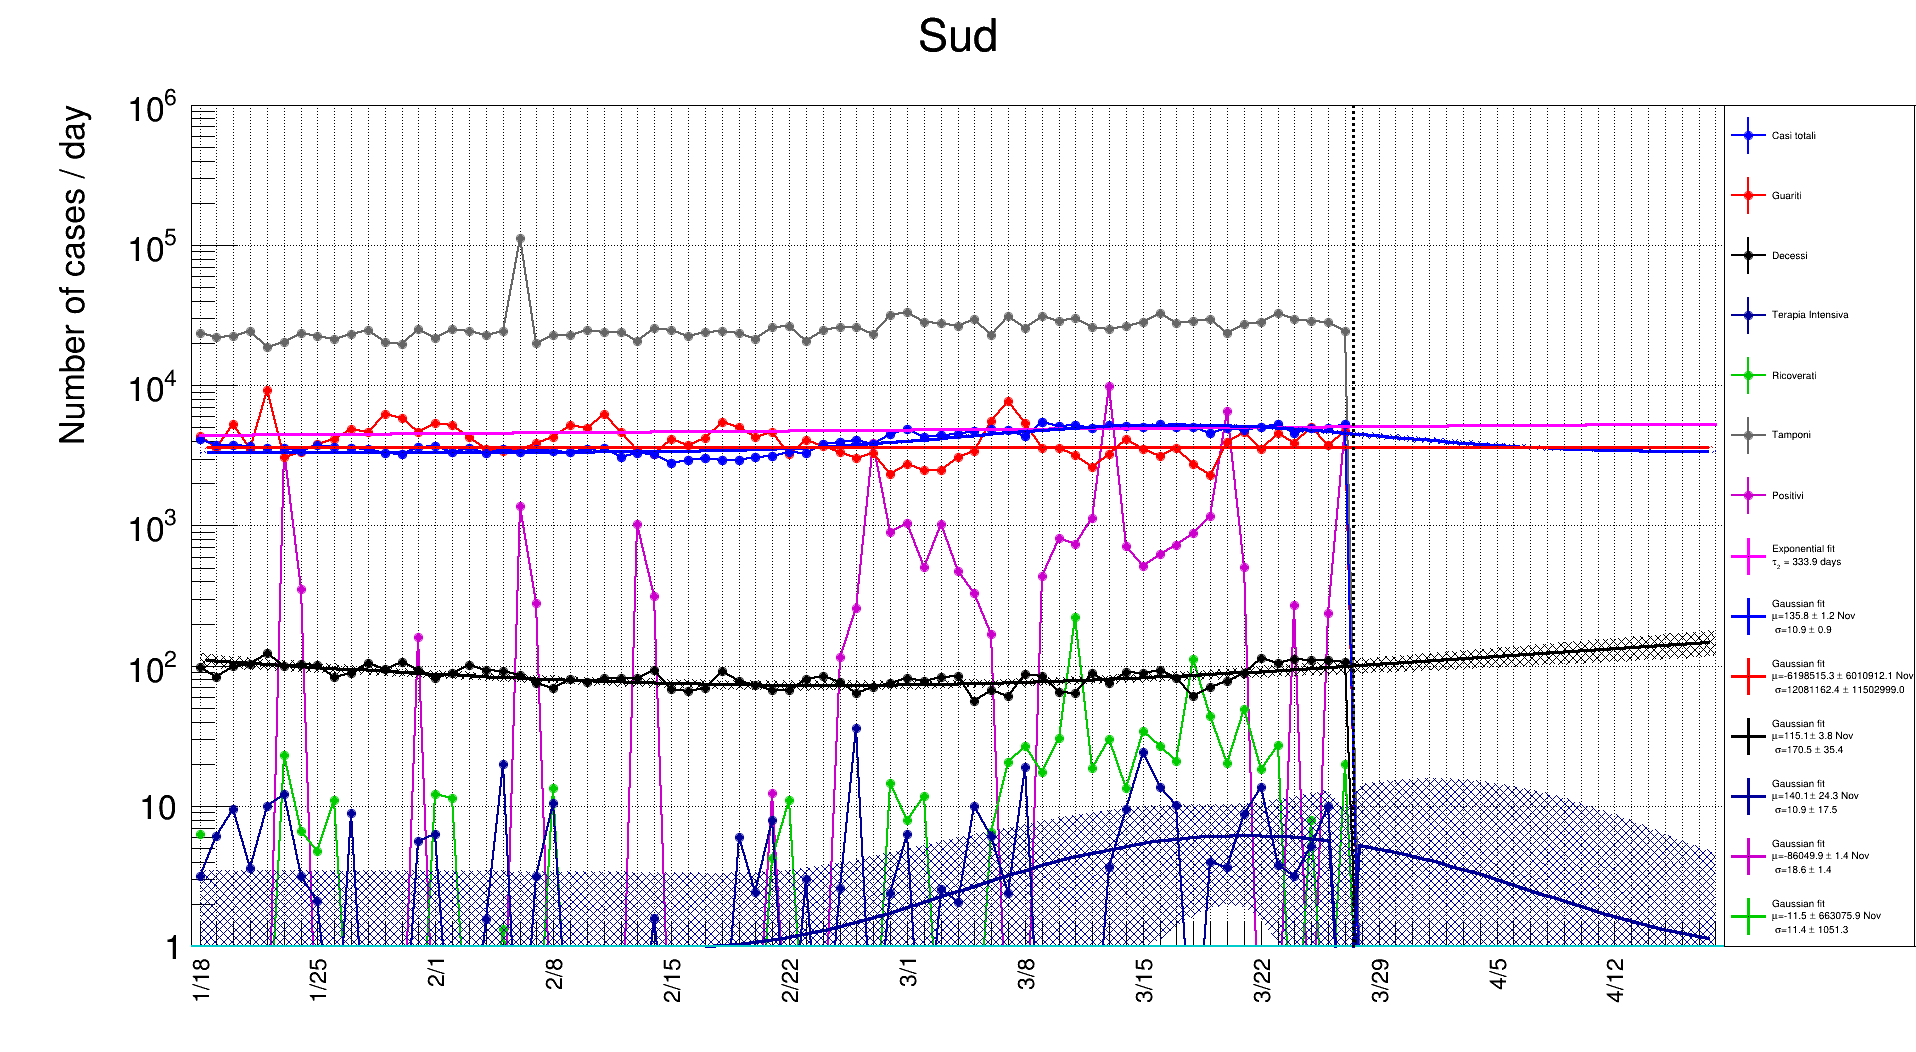 Sud
Number of cases / day
10^6
10^5
10^4
10^3
10^2
10
1
1/18
1/25
2/1
2/8
2/15
2/22
3/1
3/8
3/15
3/22
3/29
4/5
4/12
Casi totali
Guariti
Decessi
Terapia Intensiva
Ricoverati
Tamponi
Positivi
Exponential fit
τ₂ = 333.9 days
Gaussian fit
μ=135.8 ± 1.2 Nov
σ=10.9 ± 0.9
Gaussian fit
μ=-6198515.3 ± 6010912.1 Nov
σ=12081162.4 ± 11502999.0
Gaussian fit
μ=115.1 ± 3.8 Nov
σ=170.5 ± 35.4
Gaussian fit
μ=140.1 ± 24.3 Nov
σ=10.9 ± 17.5
Gaussian fit
μ=-86049.9 ± 1.4 Nov
σ=18.6 ± 1.4
Gaussian fit
μ=-11.5 ± 663075.9 Nov
σ=11.4 ± 1051.3